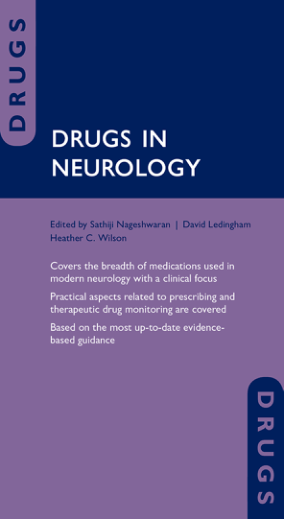 DRUGS
DRUGS IN
NEUROLOGY
Edited by Sathiji Nageshwaran | David Ledingham
Heather C. Wilson
Covers the breadth of medications used in
modern neurology with a clinical focus
Practical aspects related to prescribing and
therapeutic drug monitoring are covered
Based on the most up-to-date evidence-
based guidance
DRUGS